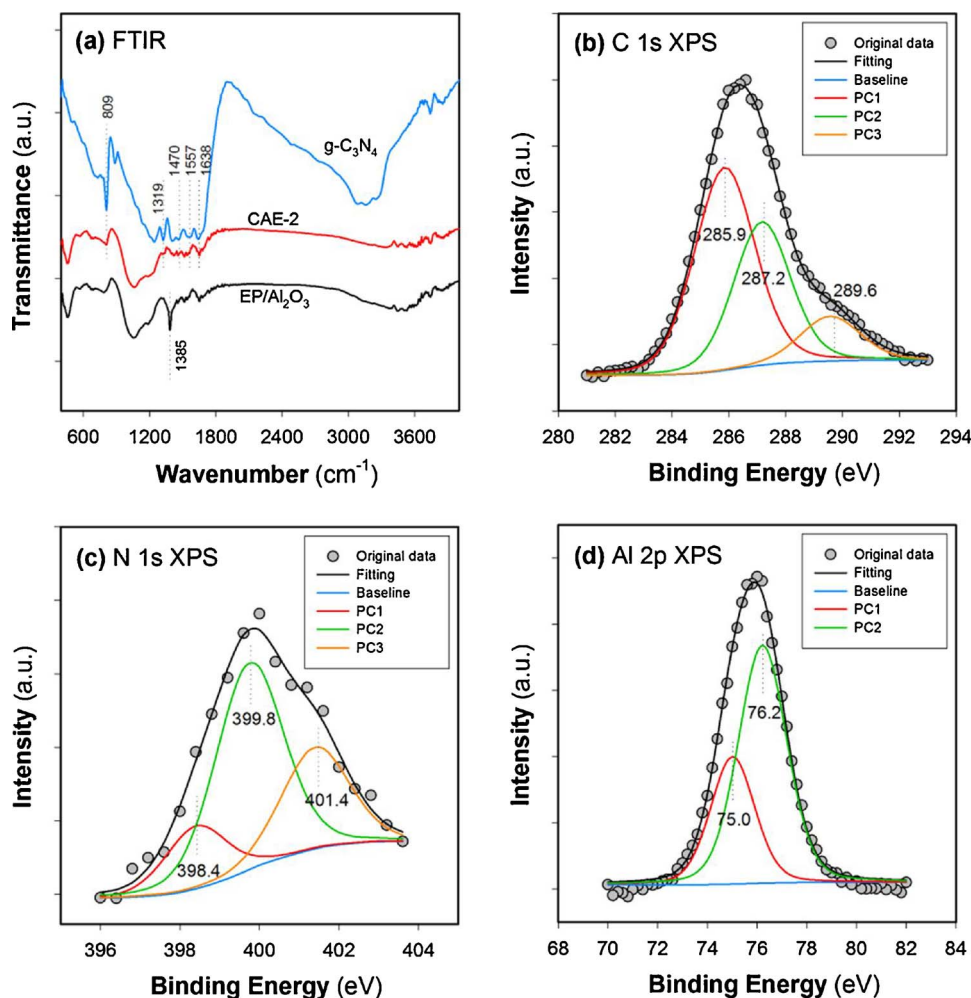 (a) FTIR
809
1319
1470
1557
1638
g-C₃N₄
CAE-2
EP/Al₂O₃
1385
Transmittance (a.u.)
600 1200 1800 2400 3000 3600
Wavenumber (cm⁻¹)
(b) C 1s XPS
Original data
Fitting
Baseline
PC1
PC2
PC3
285.9
287.2
289.6
Intensity (a.u.)
280 282 284 286 288 290 292 294
Binding Energy (eV)
(c) N 1s XPS
Original data
Fitting
Baseline
PC1
PC2
PC3
399.8
401.4
398.4
Intensity (a.u.)
396 398 400 402 404
Binding Energy (eV)
(d) Al 2p XPS
Original data
Fitting
Baseline
PC1
PC2
76.2
75.0
Intensity (a.u.)
68 70 72 74 76 78 80 82 84
Binding Energy (eV)